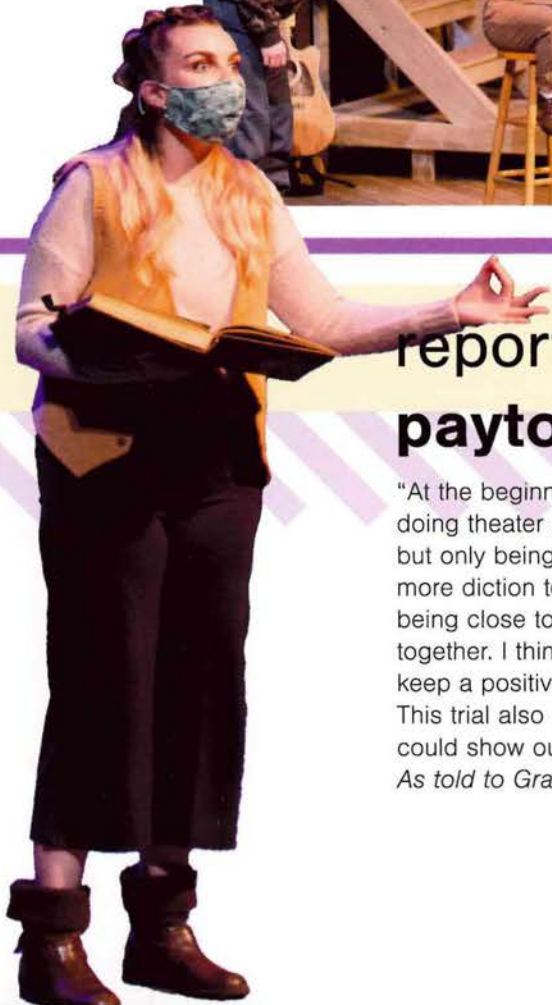 repor
payto
"At the beginn
doing theater
but only being
more diction to
being close to
together. I thin
keep a positiv
This trial also
could show ou
As told to Gra